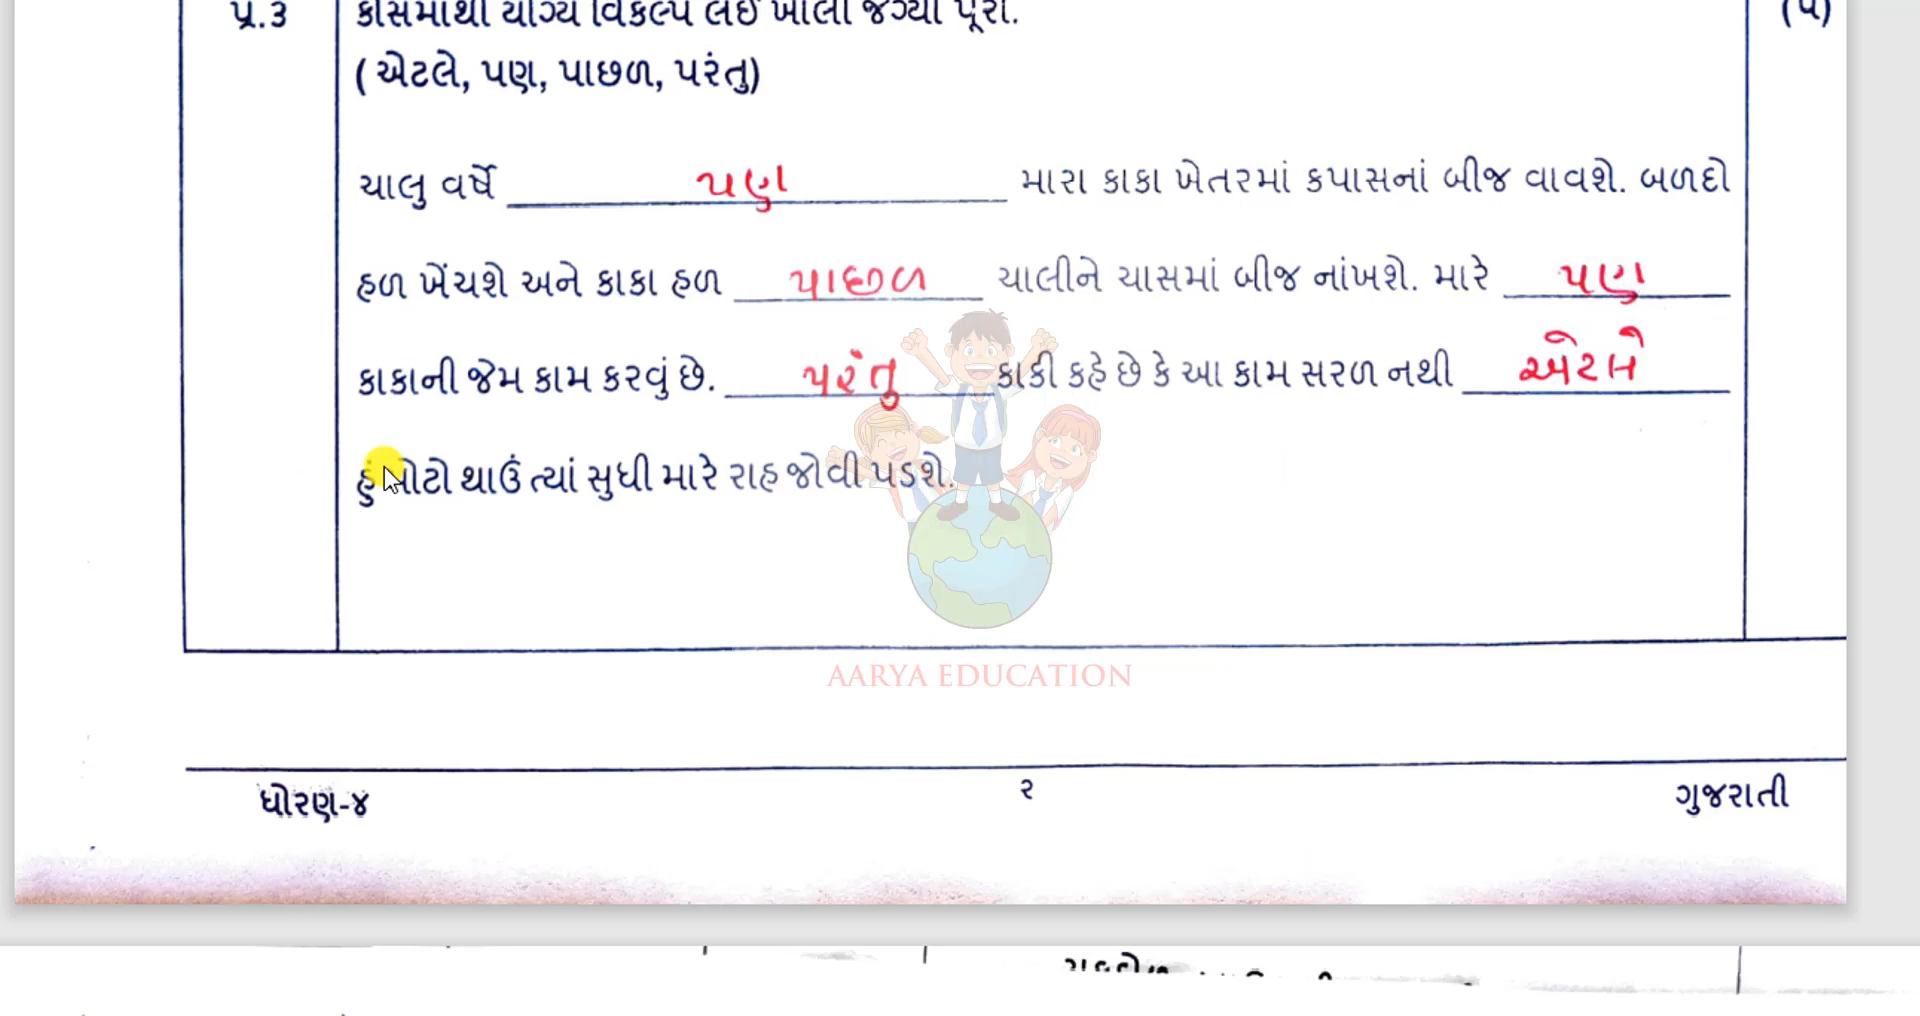 પ્ર.૩ કૌંસમાંથી યોગ્ય વિકલ્પ લઈ ખાલી જગ્યા પૂરો. (૫)
( એટલે, પણ, પાછળ, પરંતુ)
ચાલુ વર્ષે પણ મારા કાકા ખેતરમાં કપાસનાં બીજ વાવશે. બળદો
હળ ખેંચશે અને કાકા હળ પાછળ ચાલીને ચાસમાં બીજ નાંખશે. મારે પણ
કાકાની જેમ કામ કરવું છે. પરંતુ કાકી કહે છે કે આ કામ સરળ નથી એટલે
હું મોટો થાઉં ત્યાં સુધી મારે રાહ જોવી પડશે.
AARYA EDUCATION
ધોરણ-૪ ૨ ગુજરાતી